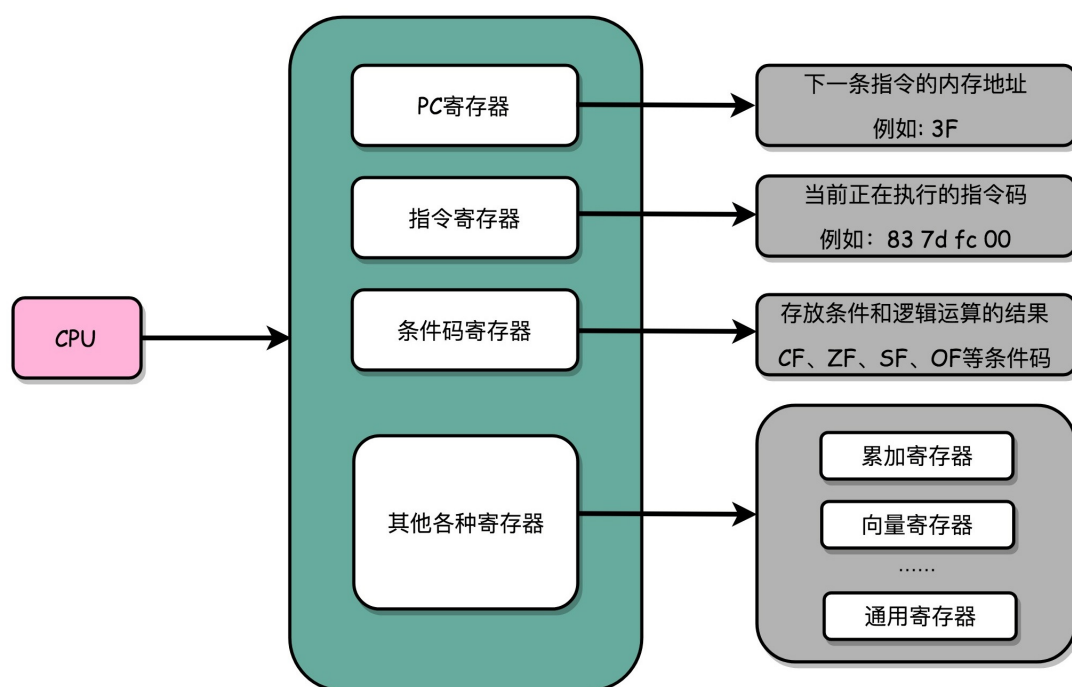 CPU
PC寄存器
下一条指令的内存地址
例如: 3F
指令寄存器
当前正在执行的指令码
例如：83 7d fc 00
条件码寄存器
存放条件和逻辑运算的结果
CF、ZF、SF、OF等条件码
其他各种寄存器
累加寄存器
向量寄存器
......
通用寄存器